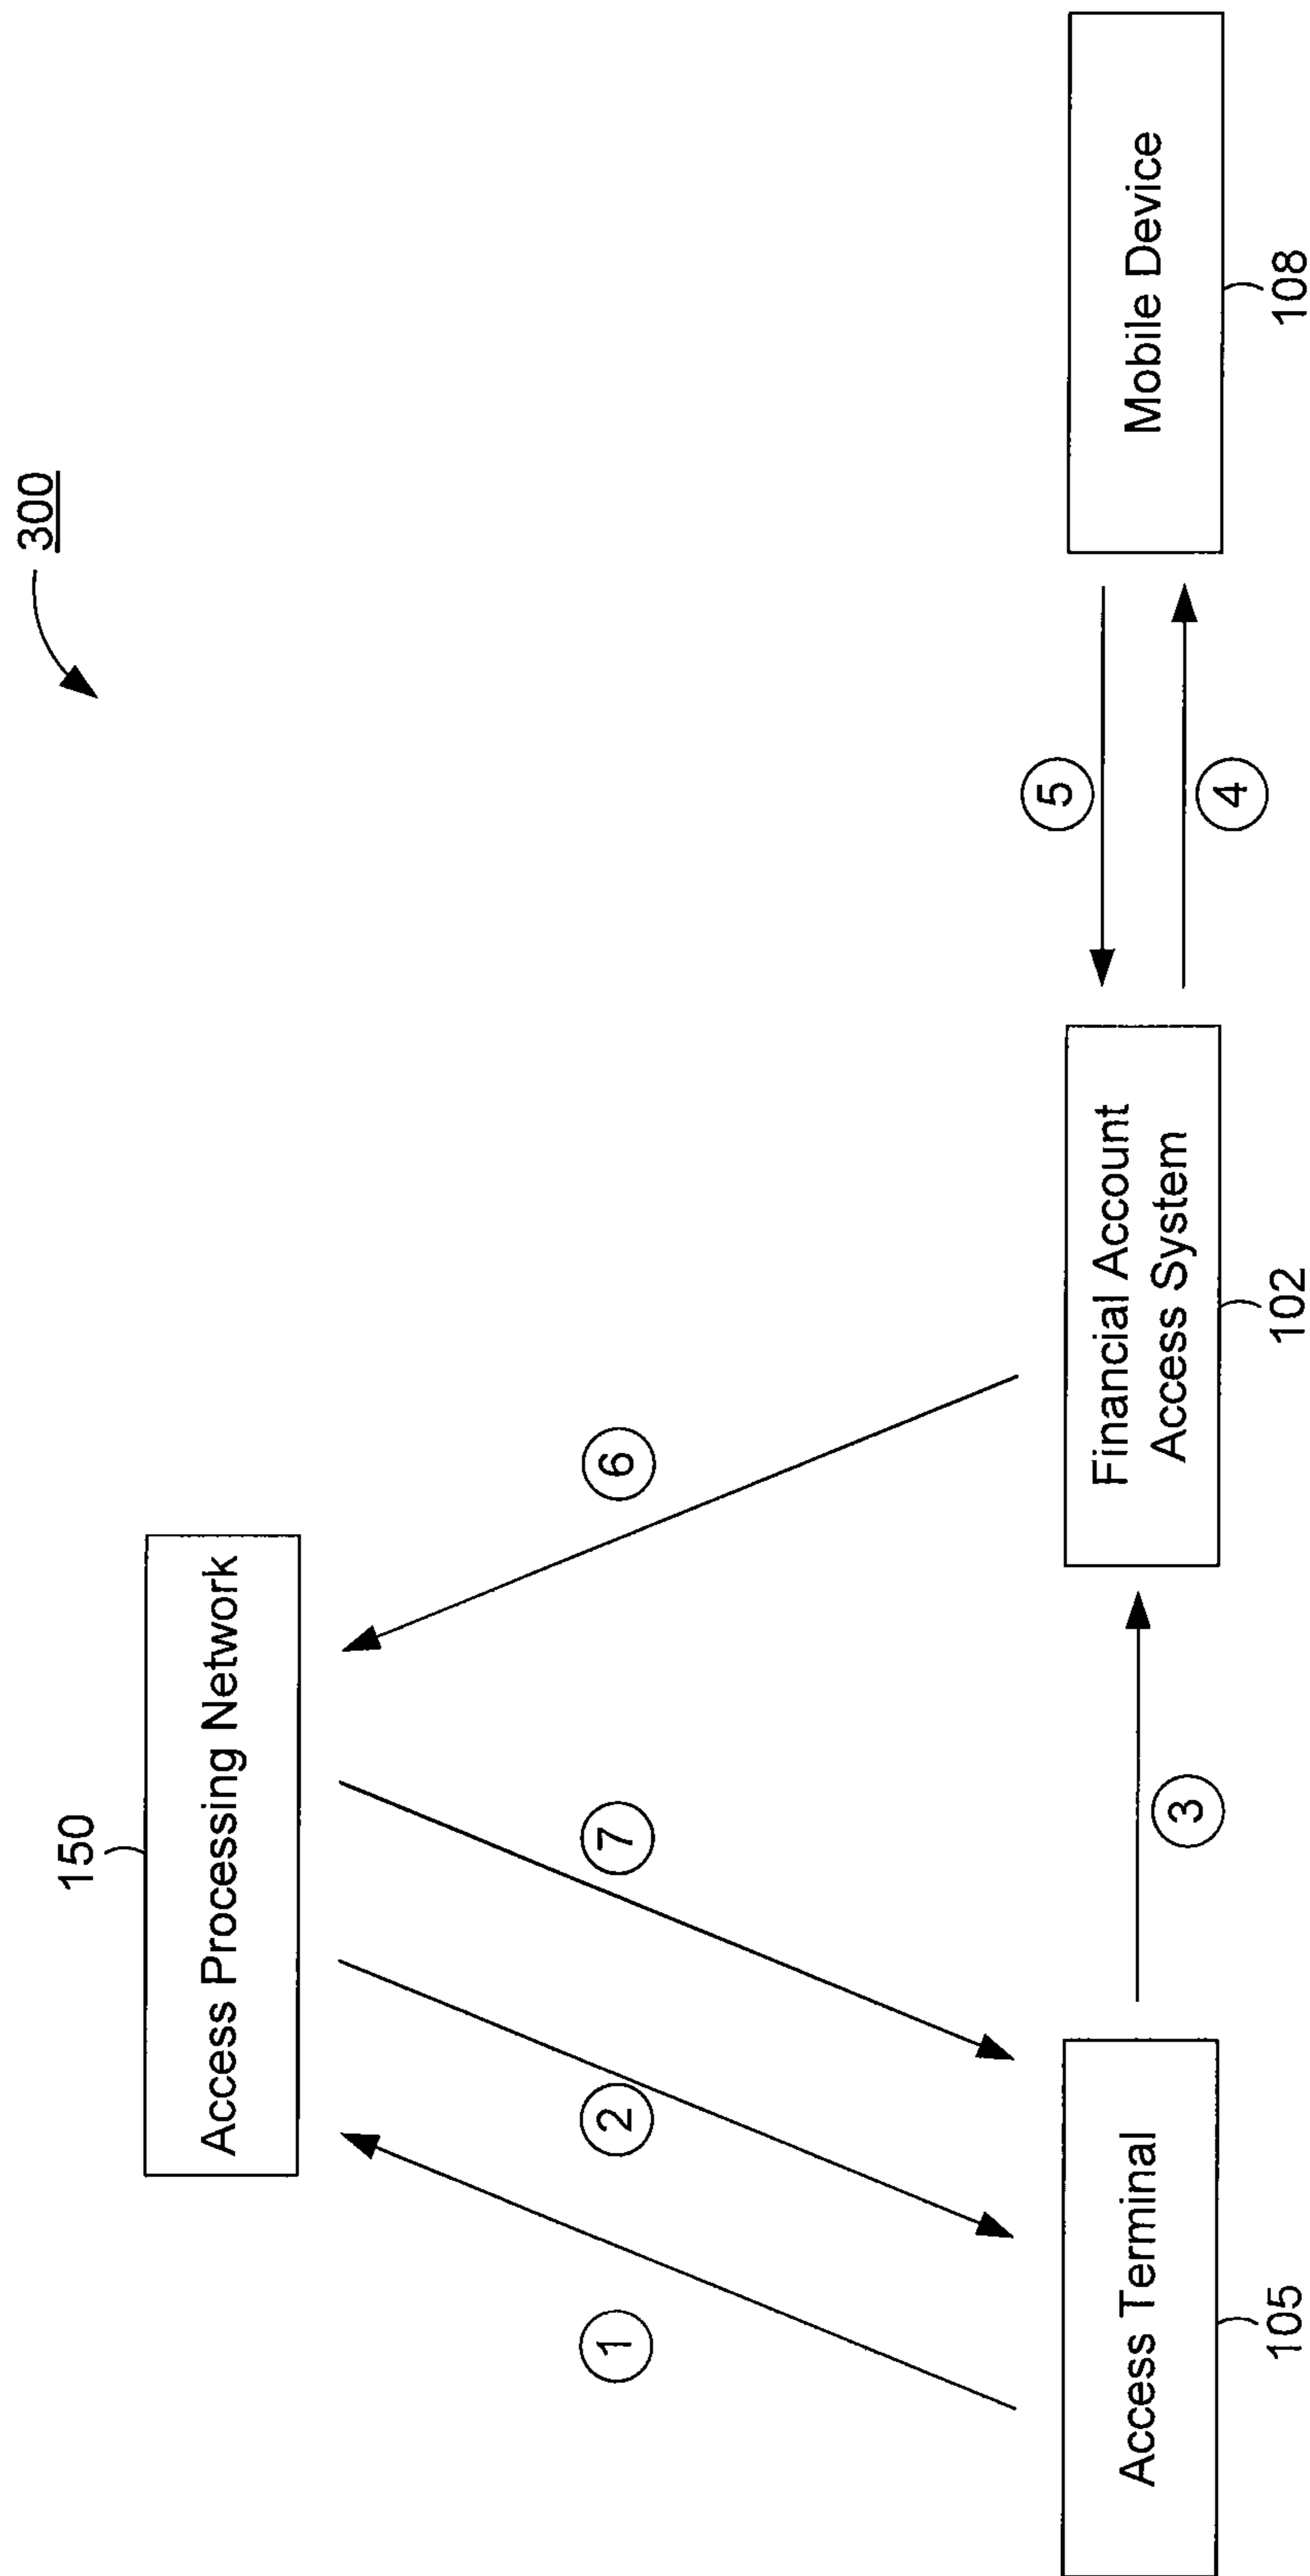 300
150
Access Processing Network
1
2
7
6
Access Terminal
105
3
Financial Account
Access System
102
5
4
Mobile Device
108